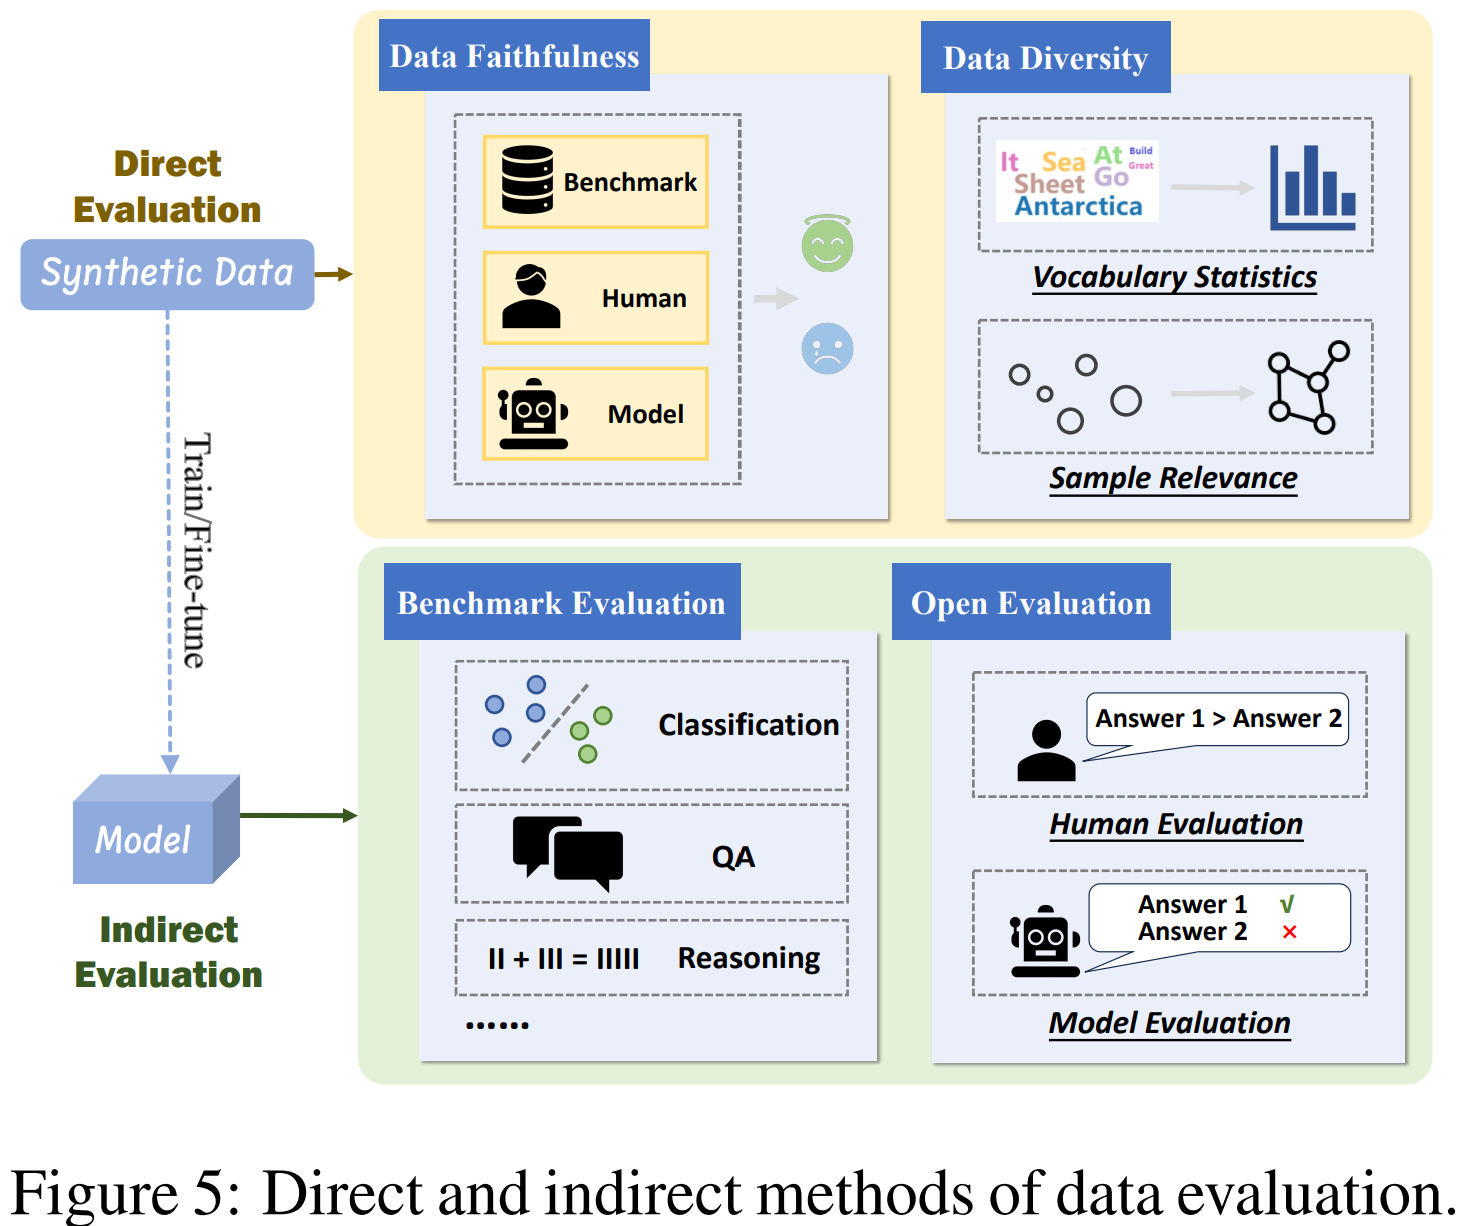 Direct
Evaluation
Synthetic Data
Train/Fine-tune
Model
Indirect
Evaluation
Data Faithfulness
Benchmark
Human
Model
Data Diversity
It Sea At Build
Great
Sheet Go
Antarctica
Vocabulary Statistics
Sample Relevance
Benchmark Evaluation
Classification
QA
II + III = IIIII Reasoning
......
Open Evaluation
Answer 1 > Answer 2
Human Evaluation
Answer 1 √
Answer 2 ×
Model Evaluation
Figure 5: Direct and indirect methods of data evaluation.